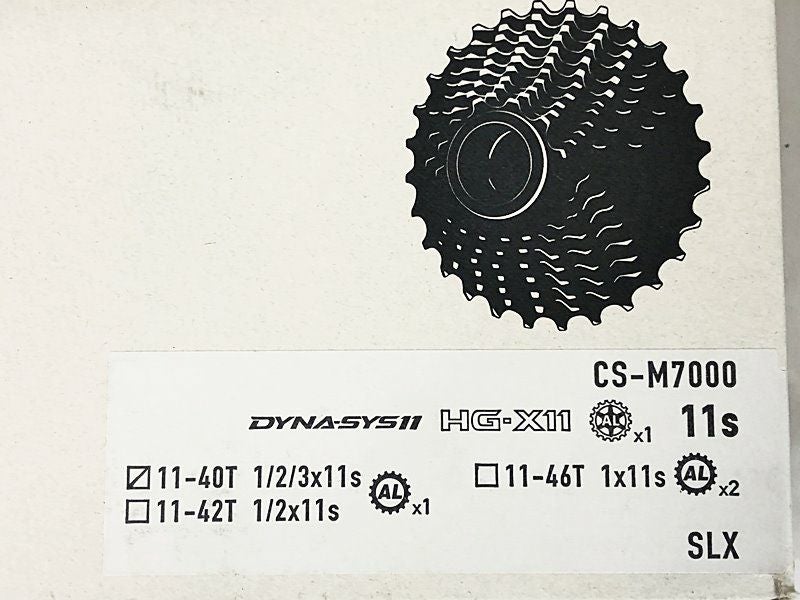 CS-M7000
DYNA-SYS11 HG-X11 AL x1 11s
11-40T 1/2/3x11s AL x1 11-46T 1x11s AL x2
11-42T 1/2x11s
SLX